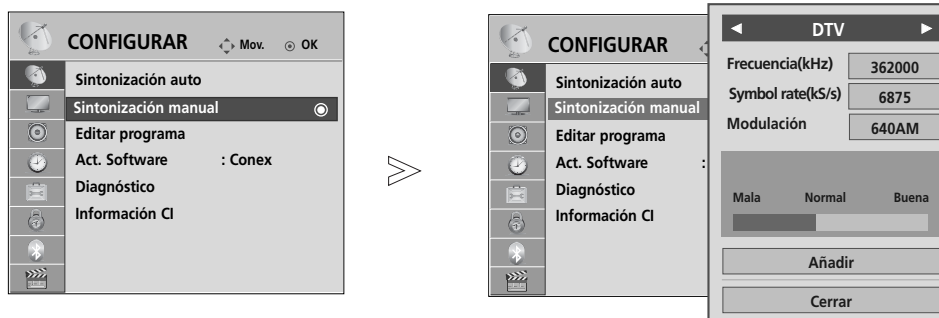 CONFIGURAR Mov. OK
Sintonización auto
Sintonización manual
Editar programa
Act. Software : Conex
Diagnóstico
Información CI
CONFIGURAR
Sintonización auto
Sintonización manual
Editar programa
Act. Software :
Diagnóstico
Información CI
DTV
Frecuencia(kHz) 362000
Symbol rate(kS/s) 6875
Modulación 640AM
Mala Normal Buena
Añadir
Cerrar